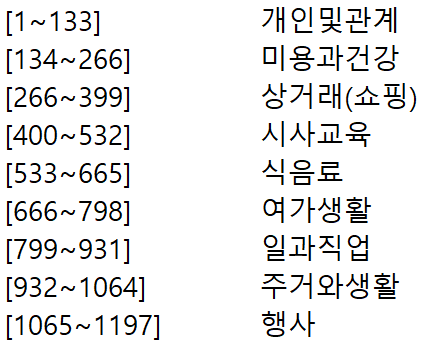 [1~133] 개인및관계
[134~266] 미용과건강
[266~399] 상거래(쇼핑)
[400~532] 시사교육
[533~665] 식음료
[666~798] 여가생활
[799~931] 일과직업
[932~1064] 주거와생활
[1065~1197] 행사